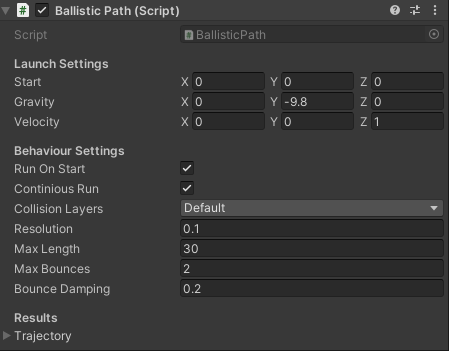 Ballistic Path (Script)
Script BallisticPath
Launch Settings
Start X 0 Y 0 Z 0
Gravity X 0 Y -9.8 Z 0
Velocity X 0 Y 0 Z 1
Behaviour Settings
Run On Start
Continious Run
Collision Layers Default
Resolution 0.1
Max Length 30
Max Bounces 2
Bounce Damping 0.2
Results
Trajectory